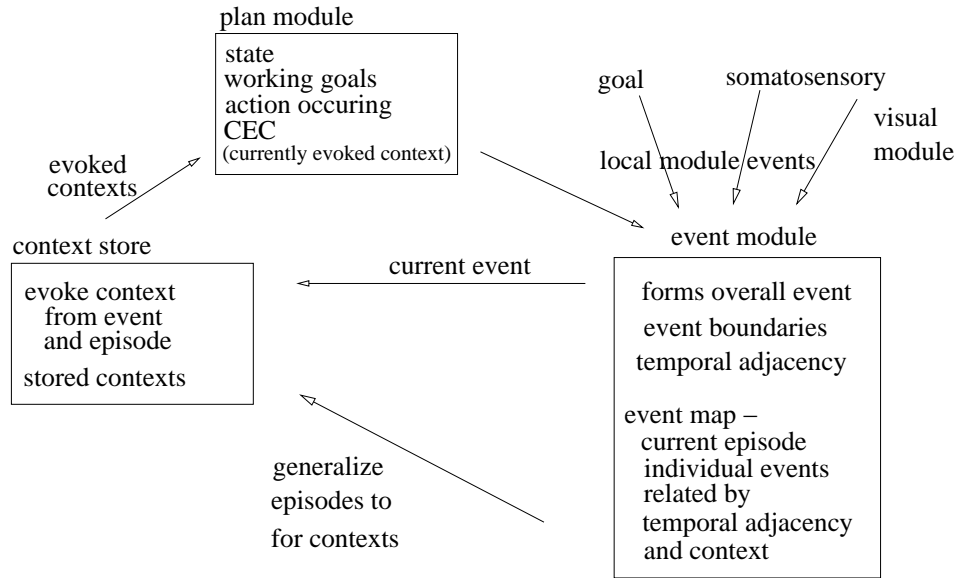 plan module
state
working goals
action occuring
CEC
(currently evoked context)
goal
somatosensory
visual
module
local module events
evoked
contexts
context store
evoke context
from event
and episode
stored contexts
current event
event module
forms overall event
event boundaries
temporal adjacency
event map –
current episode
individual events
related by
temporal adjacency
and context
generalize
episodes to
for contexts